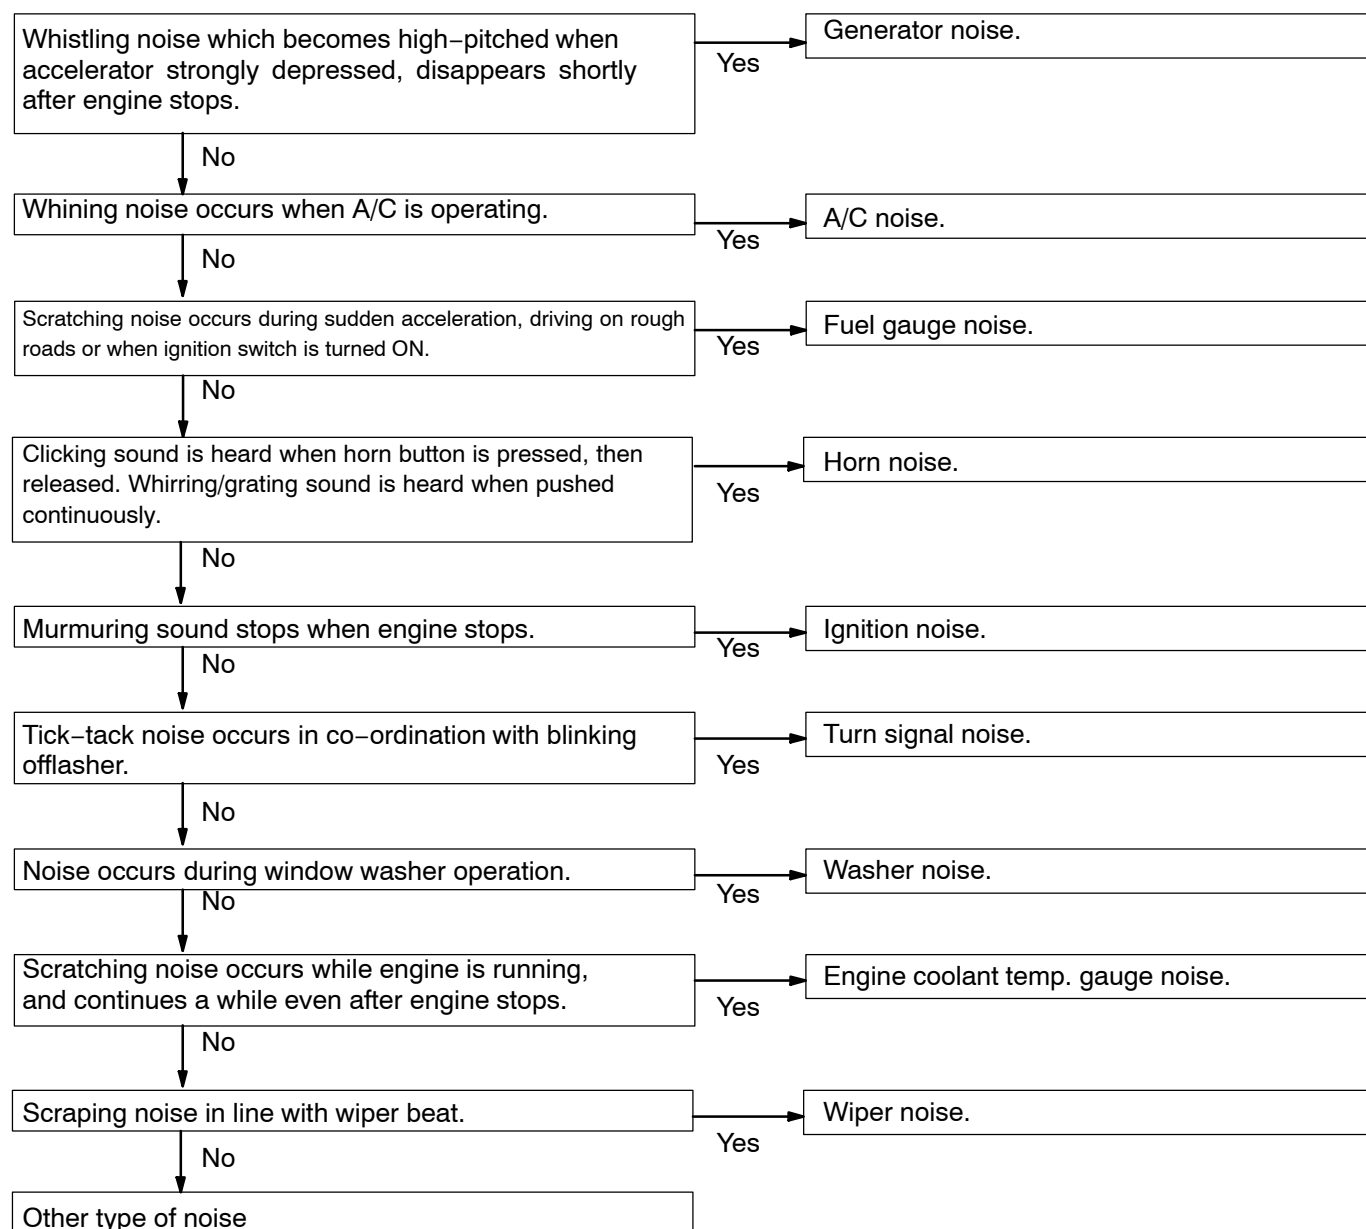 Whistling noise which becomes high−pitched when
accelerator strongly depressed, disappears shortly
after engine stops.
Yes
Generator noise.
No
Whining noise occurs when A/C is operating.
Yes
A/C noise.
No
Scratching noise occurs during sudden acceleration, driving on rough
roads or when ignition switch is turned ON.
Yes
Fuel gauge noise.
No
Clicking sound is heard when horn button is pressed, then
released. Whirring/grating sound is heard when pushed
continuously.
Yes
Horn noise.
No
Murmuring sound stops when engine stops.
Yes
Ignition noise.
No
Tick−tack noise occurs in co−ordination with blinking
offlasher.
Yes
Turn signal noise.
No
Noise occurs during window washer operation.
Yes
Washer noise.
No
Scratching noise occurs while engine is running,
and continues a while even after engine stops.
Yes
Engine coolant temp. gauge noise.
No
Scraping noise in line with wiper beat.
Yes
Wiper noise.
No
Other type of noise